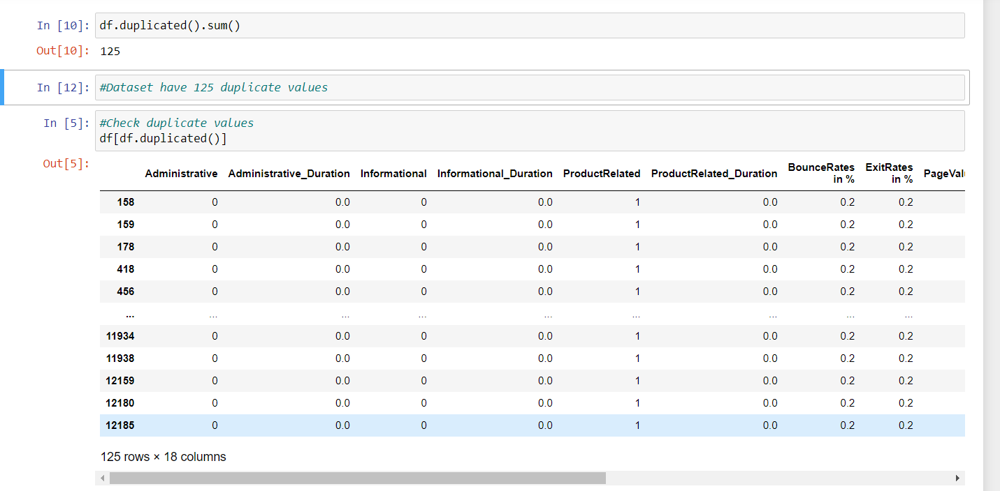 In [10]: df.duplicated().sum()
Out[10]: 125
In [12]: #Dataset have 125 duplicate values
In [5]: #Check duplicate values
df[df.duplicated()]
Out[5]:
Administrative Administrative_Duration Informational Informational_Duration ProductRelated ProductRelated_Duration BounceRates in % ExitRates in % PageValu
158 0 0.0 0 0.0 1 0.0 0.2 0.2
159 0 0.0 0 0.0 1 0.0 0.2 0.2
178 0 0.0 0 0.0 1 0.0 0.2 0.2
418 0 0.0 0 0.0 1 0.0 0.2 0.2
456 0 0.0 0 0.0 1 0.0 0.2 0.2
... ... ... ... ... ... ... ... ...
11934 0 0.0 0 0.0 1 0.0 0.2 0.2
11938 0 0.0 0 0.0 1 0.0 0.2 0.2
12159 0 0.0 0 0.0 1 0.0 0.2 0.2
12180 0 0.0 0 0.0 1 0.0 0.2 0.2
12185 0 0.0 0 0.0 1 0.0 0.2 0.2
125 rows × 18 columns